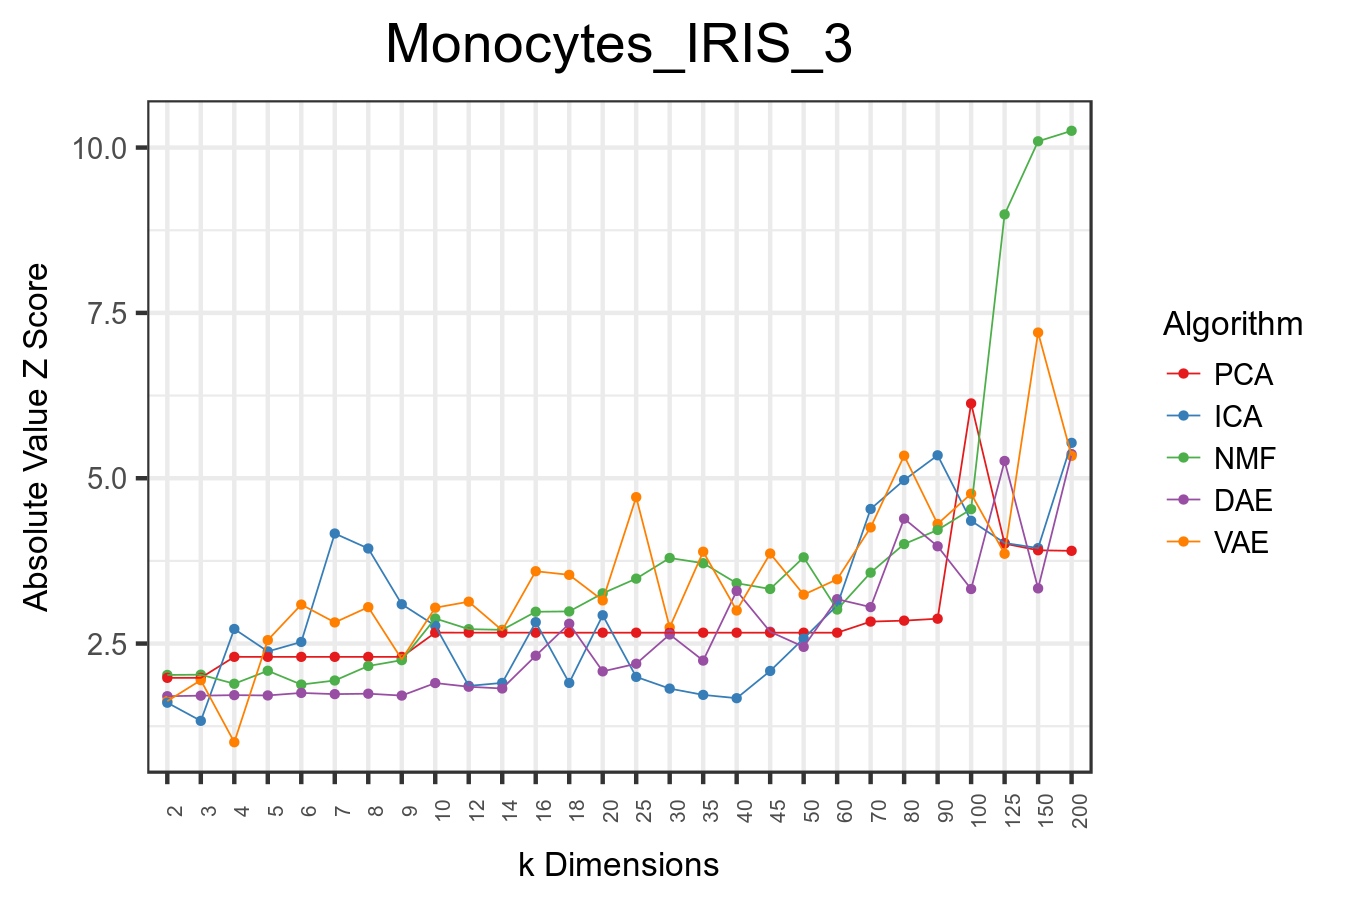 Monocytes_IRIS_3
Absolute Value Z Score
10.0
7.5
5.0
2.5
2 3 4 5 6 7 8 9 10 12 14 16 18 20 25 30 35 40 45 50 60 70 80 90 100 125 150 200
k Dimensions
Algorithm
PCA
ICA
NMF
DAE
VAE